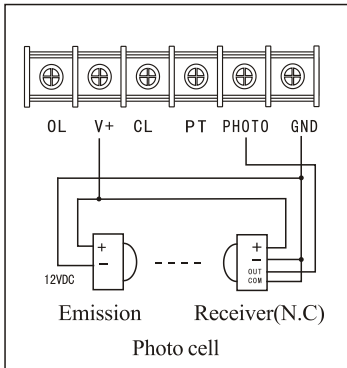 OL V+ CL PT PHOTO GND
+ +
- -
OUT
COM
12VDC
Emission Receiver(N.C)
Photo cell